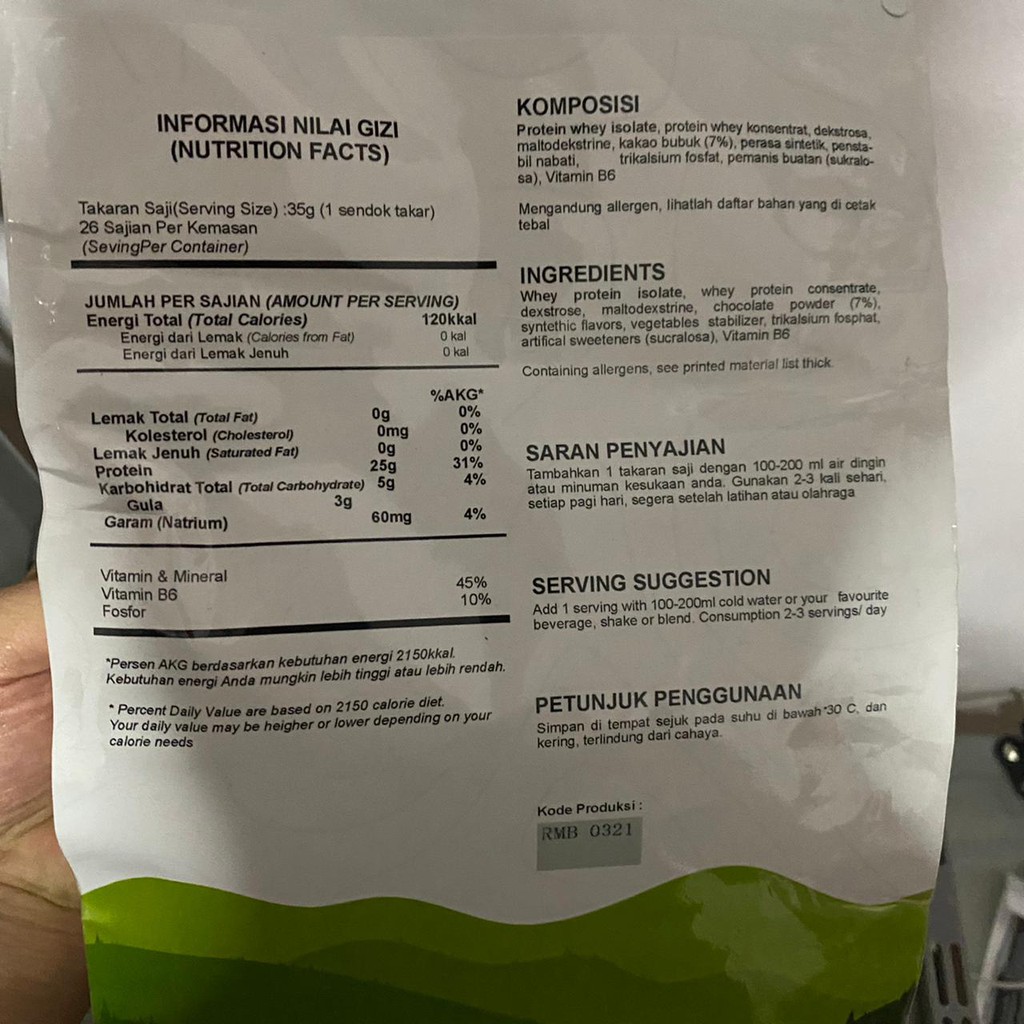 INFORMASI NILAI GIZI
(NUTRITION FACTS)
Takaran Saji(Serving Size) :35g (1 sendok takar)
26 Sajian Per Kemasan
(SevingPer Container)
JUMLAH PER SAJIAN (AMOUNT PER SERVING)
Energi Total (Total Calories) 120kkal
Energi dari Lemak (Calories from Fat) 0 kal
Energi dari Lemak Jenuh 0 kal
%AKG*
Lemak Total (Total Fat) 0g 0%
Kolesterol (Cholesterol) 0mg 0%
Lemak Jenuh (Saturated Fat) 0g 0%
Protein 25g 31%
Karbohidrat Total (Total Carbohydrate) 5g 4%
Gula 3g
Garam (Natrium) 60mg 4%
Vitamin & Mineral
Vitamin B6 45%
Fosfor 10%
*Persen AKG berdasarkan kebutuhan energi 2150kkal.
Kebutuhan energi Anda mungkin lebih tinggi atau lebih rendah.
* Percent Daily Value are based on 2150 calorie diet.
Your daily value may be heigher or lower depending on your
calorie needs
KOMPOSISI
Protein whey isolate, protein whey konsentrat, dekstrosa,
maltodekstrine, kakao bubuk (7%), perasa sintetik, pensta-
bil nabati, trikalsium fosfat, pemanis buatan (sukralo-
sa), Vitamin B6
Mengandung allergen, lihatlah daftar bahan yang di cetak
tebal
INGREDIENTS
Whey protein isolate, whey protein consentrate,
dexstrose, maltodexstrine, chocolate powder (7%),
syntethic flavors, vegetables stabilizer, trikalsium fosphat,
artifical sweeteners (sucralosa), Vitamin B6
Containing allergens, see printed material list thick.
SARAN PENYAJIAN
Tambahkan 1 takaran saji dengan 100-200 ml air dingin
atau minuman kesukaan anda. Gunakan 2-3 kali sehari,
setiap pagi hari, segera setelah latihan atau olahraga
SERVING SUGGESTION
Add 1 serving with 100-200ml cold water or your favourite
beverage, shake or blend. Consumption 2-3 servings/ day
PETUNJUK PENGGUNAAN
Simpan di tempat sejuk pada suhu di bawah °30 C, dan
kering, terlindung dari cahaya.
Kode Produksi :
RMB 0321